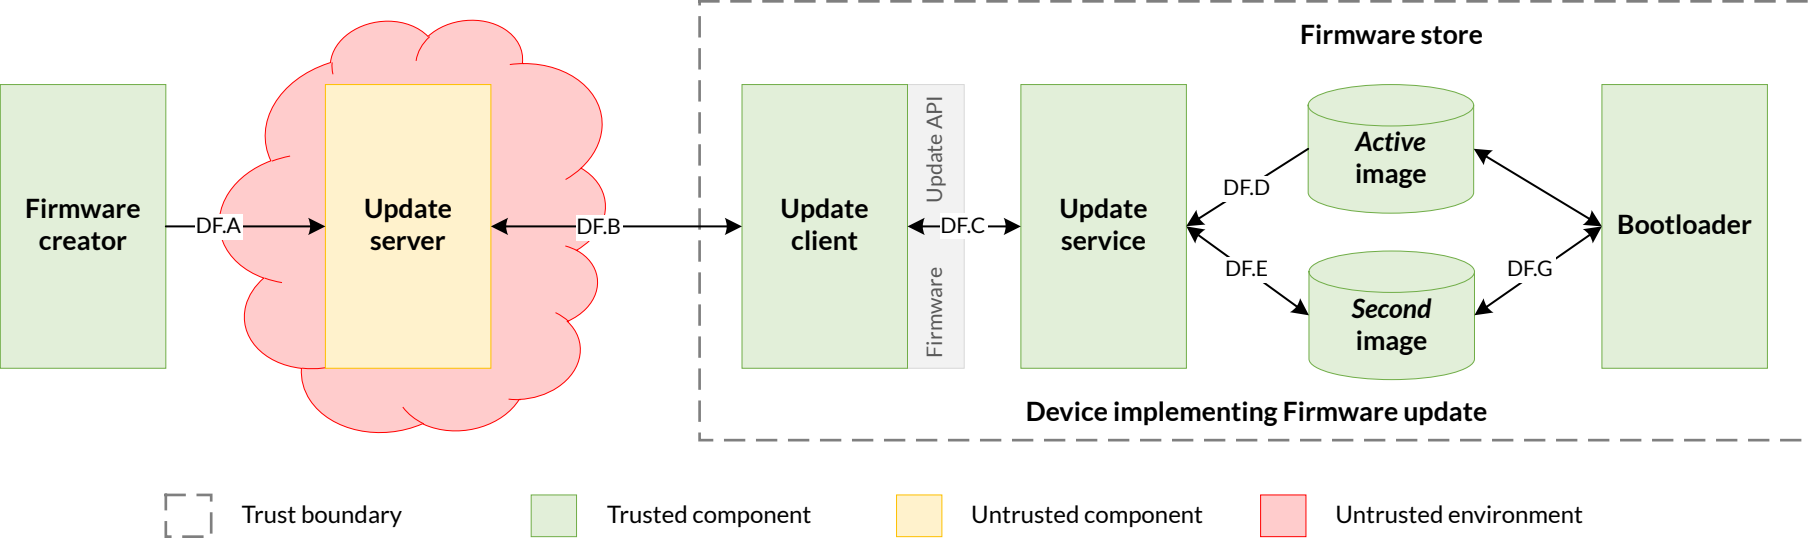 Firmware store
Firmware
creator
DF.A
Update
server
DF.B
Update
client
Firmware Update API
DF.C
Update
service
DF.D
DF.E
Active
image
Second
image
DF.G
Bootloader
Device implementing Firmware update
Trust boundary
Trusted component
Untrusted component
Untrusted environment